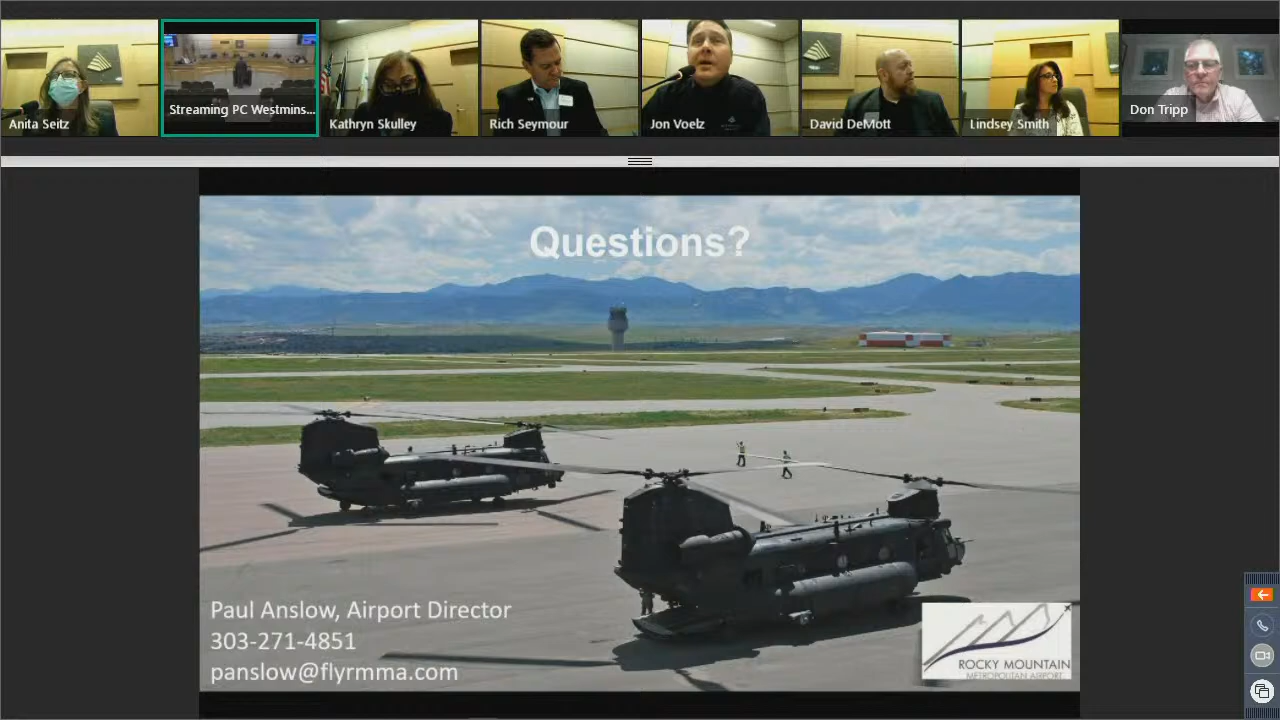 Anita Seitz
Streaming PC Westmins...
Kathryn Skulley
Rich Seymour
Jon Voelz
David DeMott
Lindsey Smith
Don Tripp
Questions?
Paul Anslow, Airport Director
303-271-4851
panslow@flyrmma.com
ROCKY MOUNTAIN
METROPOLITAN AIRPORT